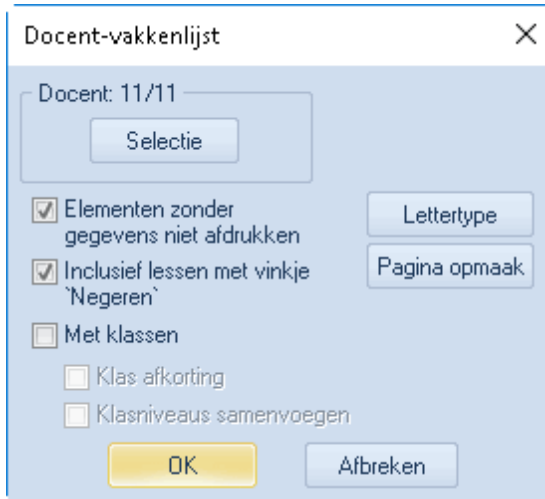 Docent-vakkenlijst
Docent: 11/11
Selectie
Elementen zonder
gegevens niet afdrukken
Lettertype
Inclusief lessen met vinkje
`Negeren`
Pagina opmaak
Met klassen
Klas afkorting
Klasniveaus samenvoegen
OK
Afbreken